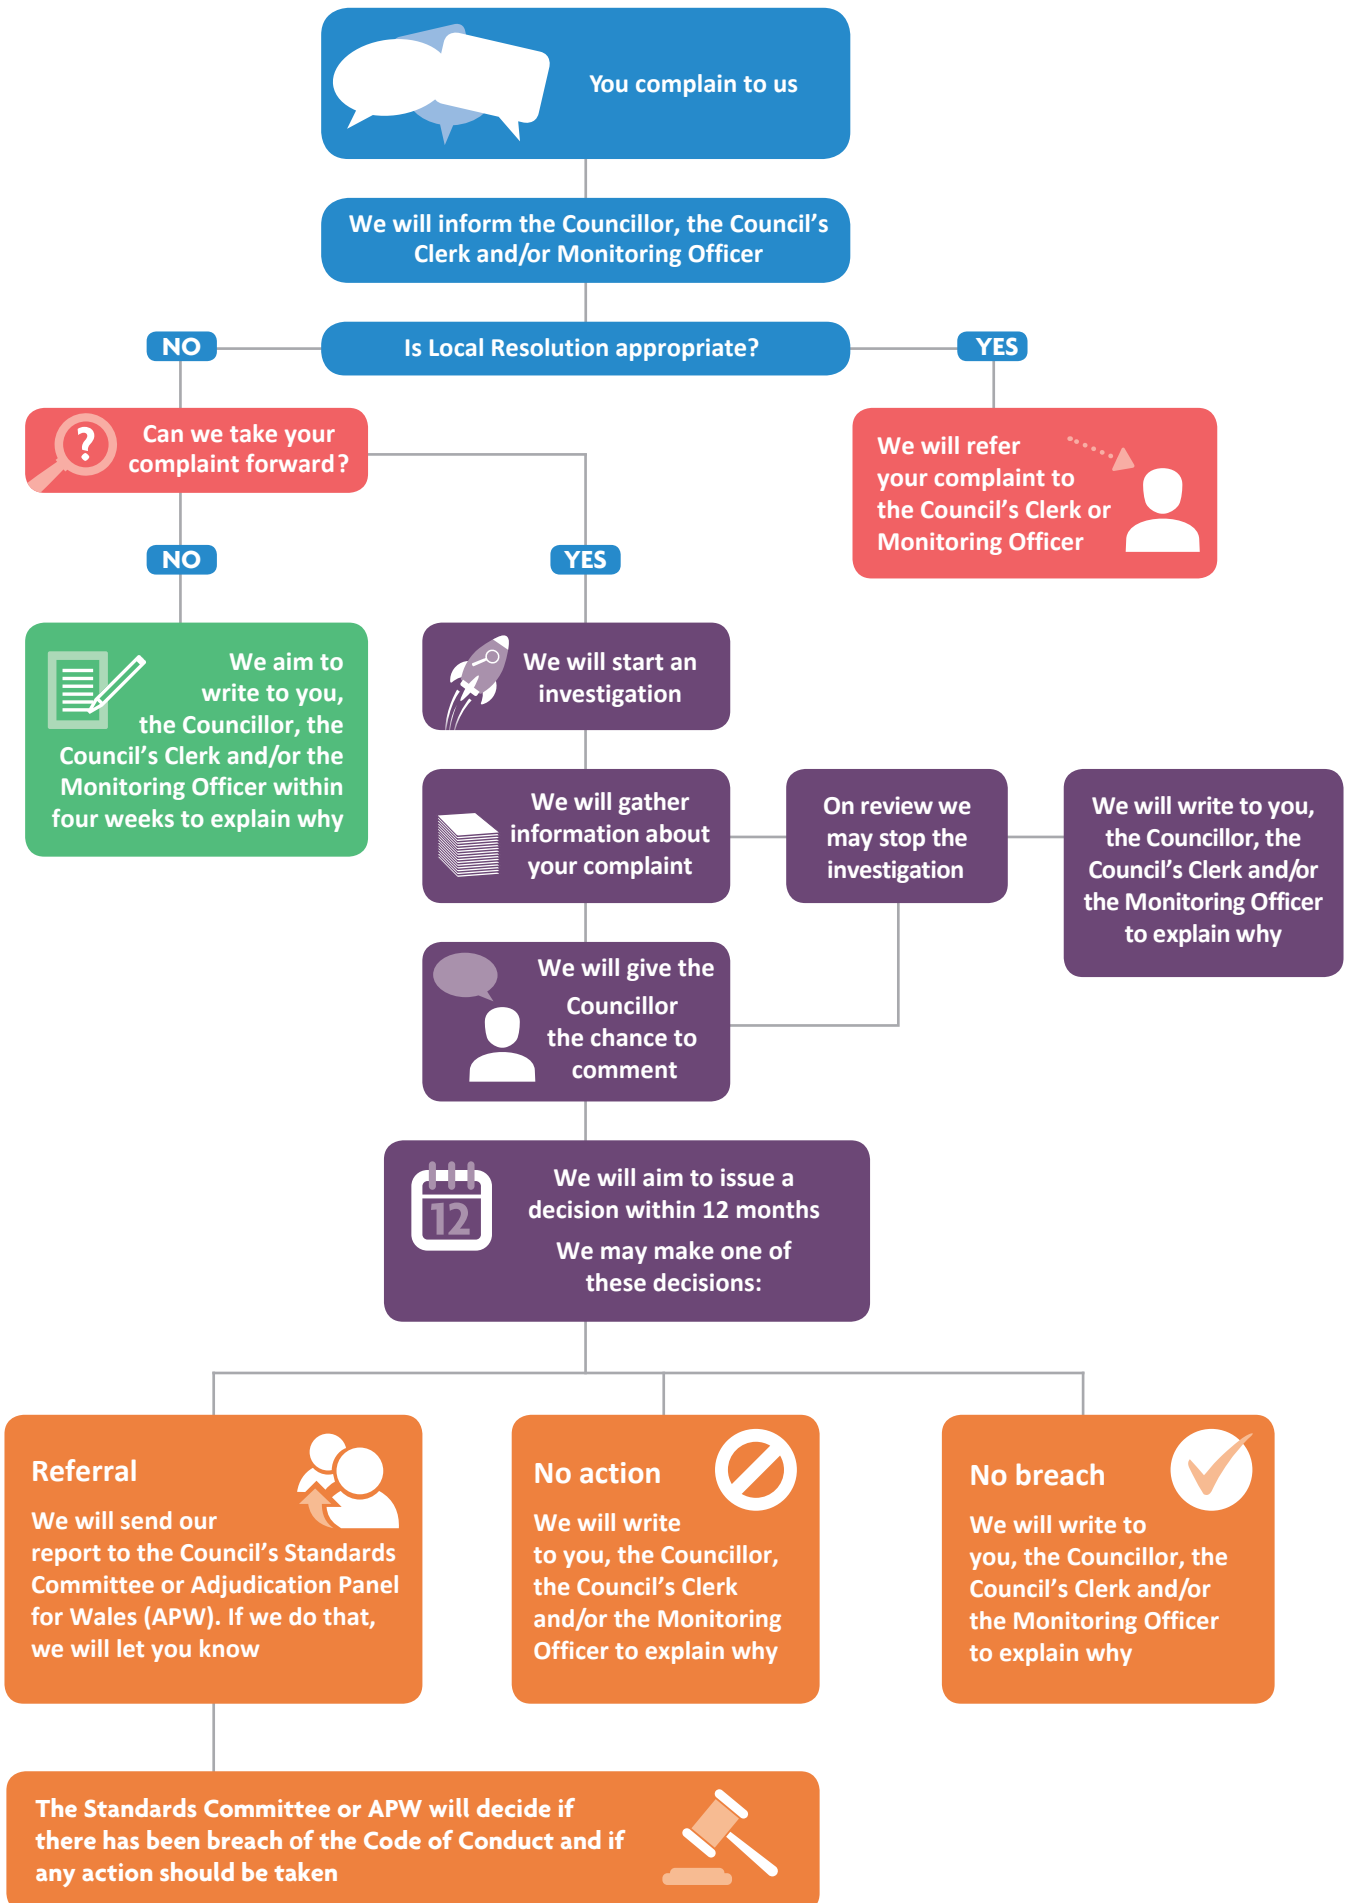 You complain to us
We will inform the Councillor, the Council’s
Clerk and/or Monitoring Officer
NO
Is Local Resolution appropriate?
YES
?
Can we take your
complaint forward?
We will refer
your complaint to
the Council’s Clerk or
Monitoring Officer
NO
YES
We aim to
write to you,
the Councillor, the
Council’s Clerk and/or the
Monitoring Officer within
four weeks to explain why
We will start an
investigation
We will gather
information about
your complaint
On review we
may stop the
investigation
We will write to you,
the Councillor, the
Council’s Clerk and/or
the Monitoring Officer
to explain why
We will give the
Councillor
the chance to
comment
12
We will aim to issue a
decision within 12 months
We may make one of
these decisions:
Referral
We will send our
report to the Council’s Standards
Committee or Adjudication Panel
for Wales (APW). If we do that,
we will let you know
No action
We will write
to you, the Councillor,
the Council’s Clerk
and/or the Monitoring
Officer to explain why
No breach
We will write to
you, the Councillor, the
Council’s Clerk and/or
the Monitoring Officer
to explain why
The Standards Committee or APW will decide if
there has been breach of the Code of Conduct and if
any action should be taken